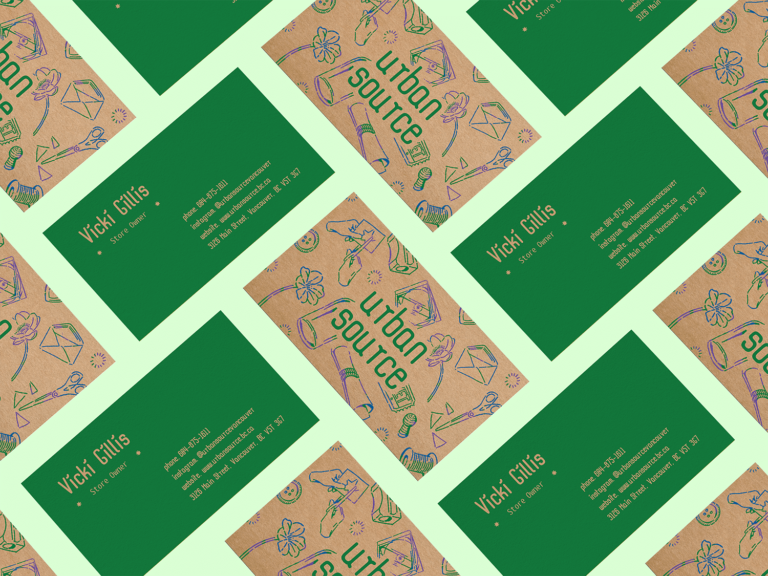 urban
source
Vicki Gillis
Store Owner
phone. 604-875-1611
instagram. @urbansourcevancouver
website. www.urbansource.bc.ca
3126 Main Street, Vancouver, BC V5T 3G7